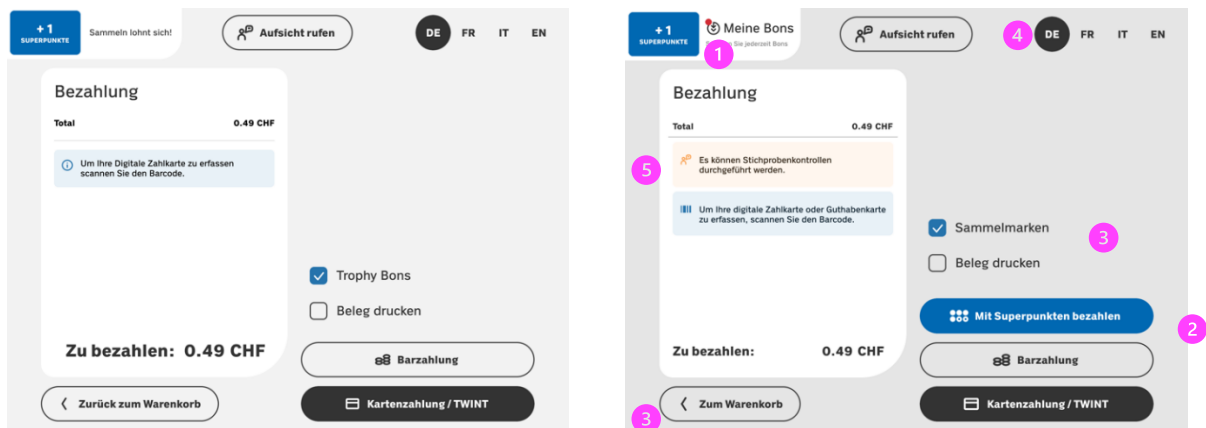 +1
SUPERPUNKTE
Sammeln lohnt sich!
Aufsicht rufen
DE FR IT EN
Bezahlung
Total 0.49 CHF
Um Ihre Digitale Zahlkarte zu erfassen
scannen Sie den Barcode.
Trophy Bons
Beleg drucken
Zu bezahlen: 0.49 CHF
Barzahlung
Zurück zum Warenkorb
Kartenzahlung / TWINT
+1
SUPERPUNKTE
Meine Bons
Sie jederzeit Bons
1
Aufsicht rufen
4
DE FR IT EN
Bezahlung
Total 0.49 CHF
5
Es können Stichprobenkontrollen
durchgeführt werden.
Um Ihre digitale Zahlkarte oder Guthabenkarte
zu erfassen, scannen Sie den Barcode.
Sammelmarken
3
Beleg drucken
Mit Superpunkten bezahlen
2
Zu bezahlen: 0.49 CHF
Barzahlung
3
Zum Warenkorb
Kartenzahlung / TWINT